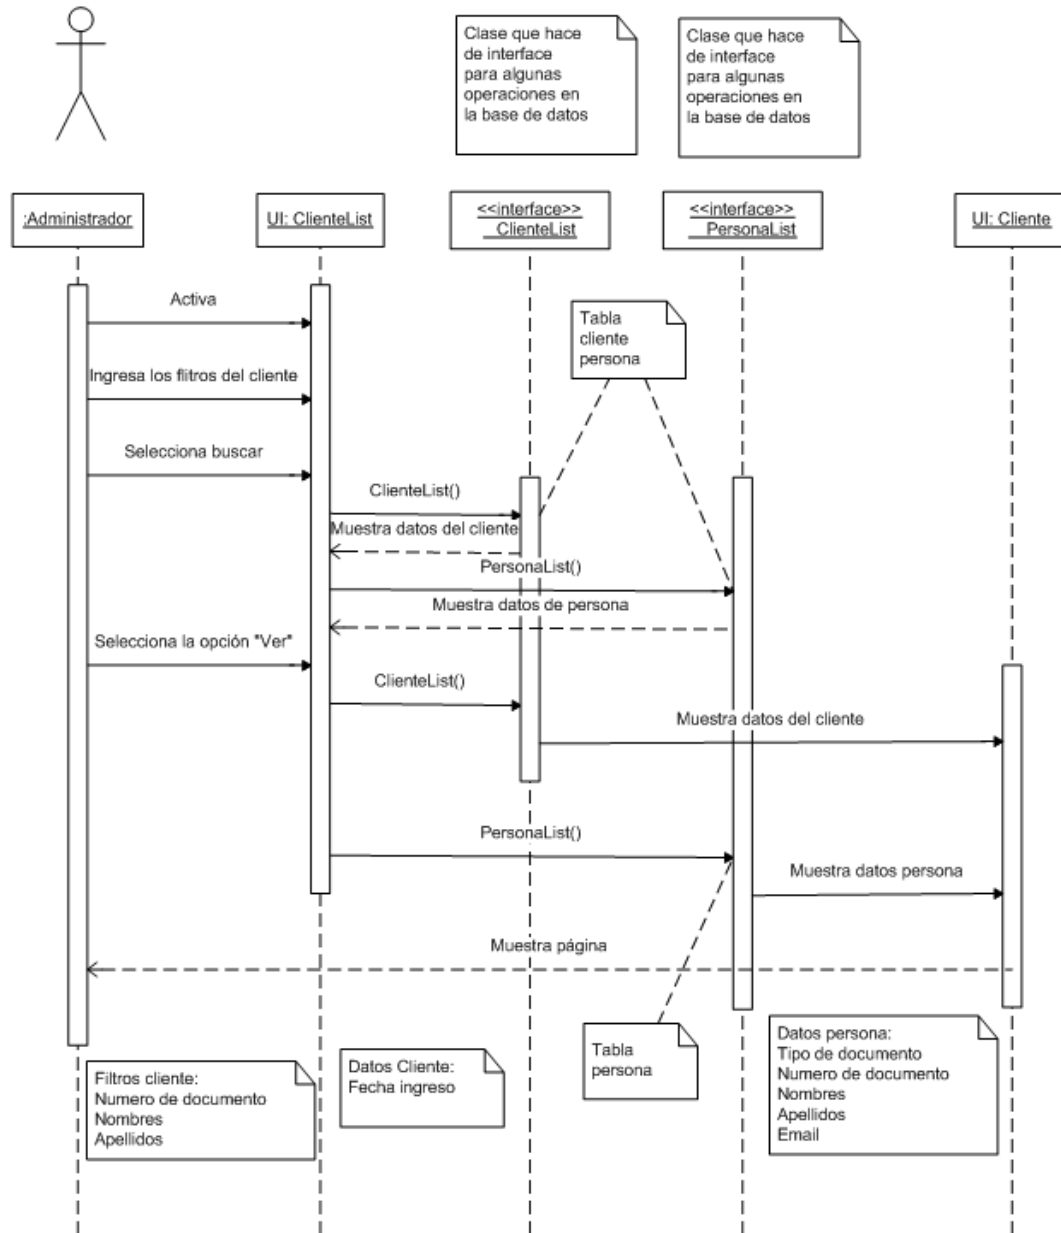 Clase que hace
de interface
para algunas
operaciones en
la base de datos
Clase que hace
de interface
para algunas
operaciones en
la base de datos
:Administrador
UI: ClienteList
<<interface>>
ClienteList
<<interface>>
PersonaList
UI: Cliente
Activa
Tabla
cliente
persona
Ingresa los flitros del cliente
Selecciona buscar
ClienteList()
Muestra datos del cliente
PersonaList()
Muestra datos de persona
Selecciona la opción "Ver"
ClienteList()
Muestra datos del cliente
PersonaList()
Muestra datos persona
Muestra página
Filtros cliente:
Numero de documento
Nombres
Apellidos
Datos Cliente:
Fecha ingreso
Tabla
persona
Datos persona:
Tipo de documento
Numero de documento
Nombres
Apellidos
Email